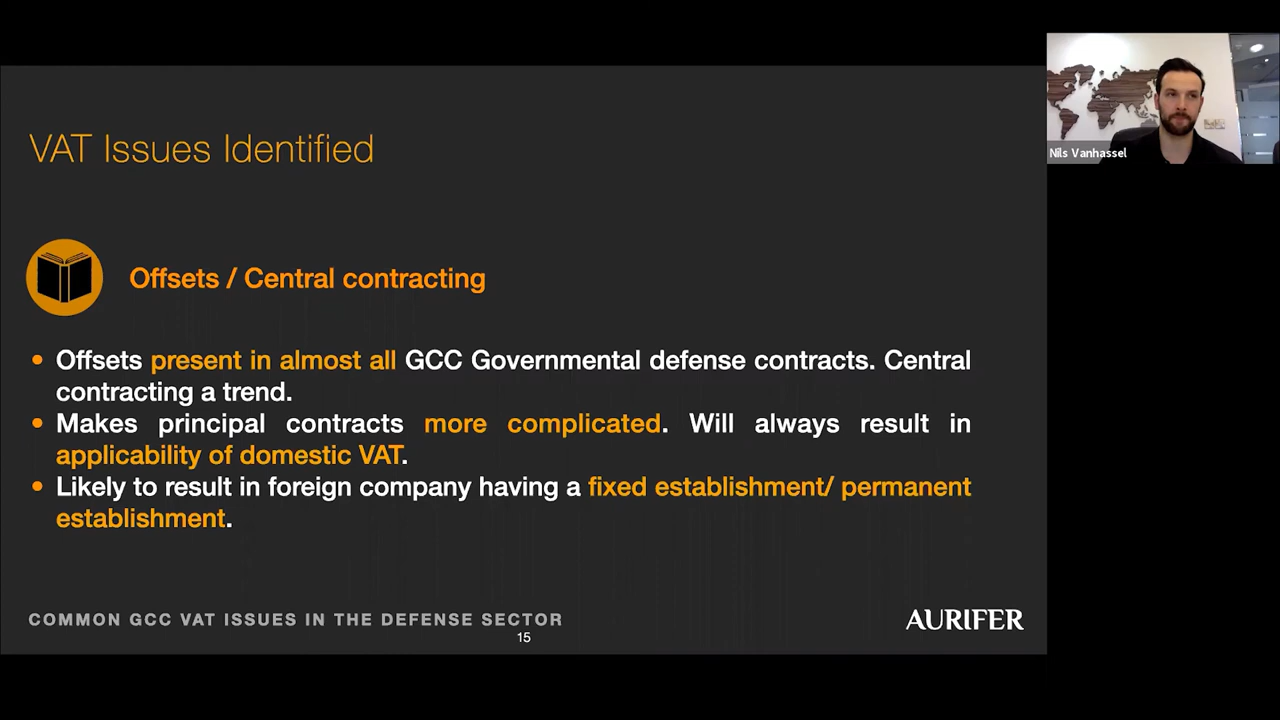 VAT Issues Identified
Offsets / Central contracting
• Offsets present in almost all GCC Governmental defense contracts. Central
contracting a trend.
• Makes principal contracts more complicated. Will always result in
applicability of domestic VAT.
• Likely to result in foreign company having a fixed establishment/ permanent
establishment.
COMMON GCC VAT ISSUES IN THE DEFENSE SECTOR
15
AURIFER
Nils Vanhassel